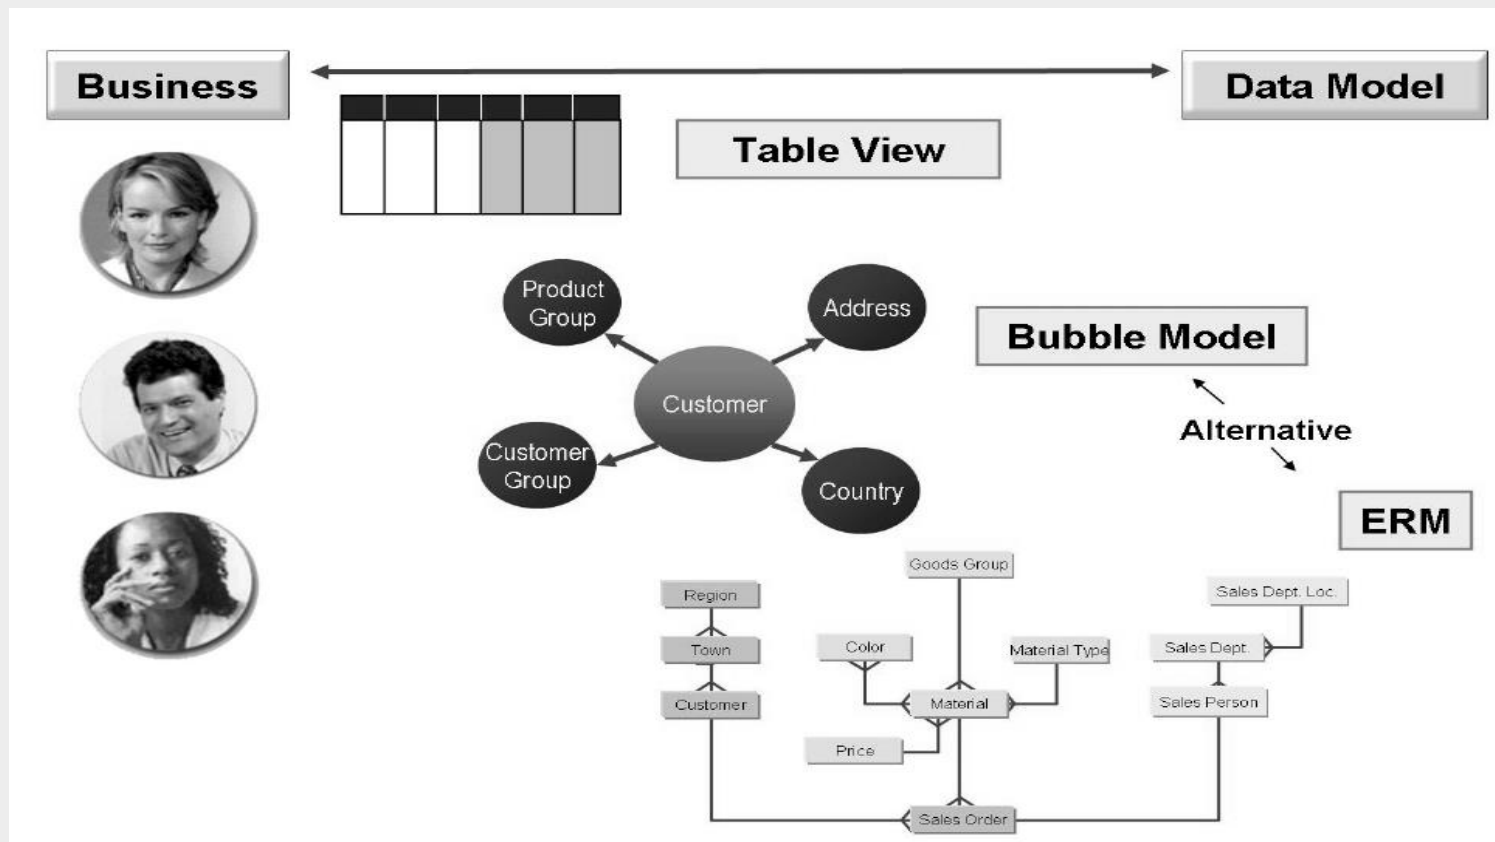 Business
Data Model
Table View
Product
Group
Address
Bubble Model
Customer
Alternative
Customer
Group
Country
ERM
Goods Group
Region
Sales Dept. Loc.
Town
Color
Material Type
Sales Dept.
Customer
Material
Sales Person
Price
Sales Order